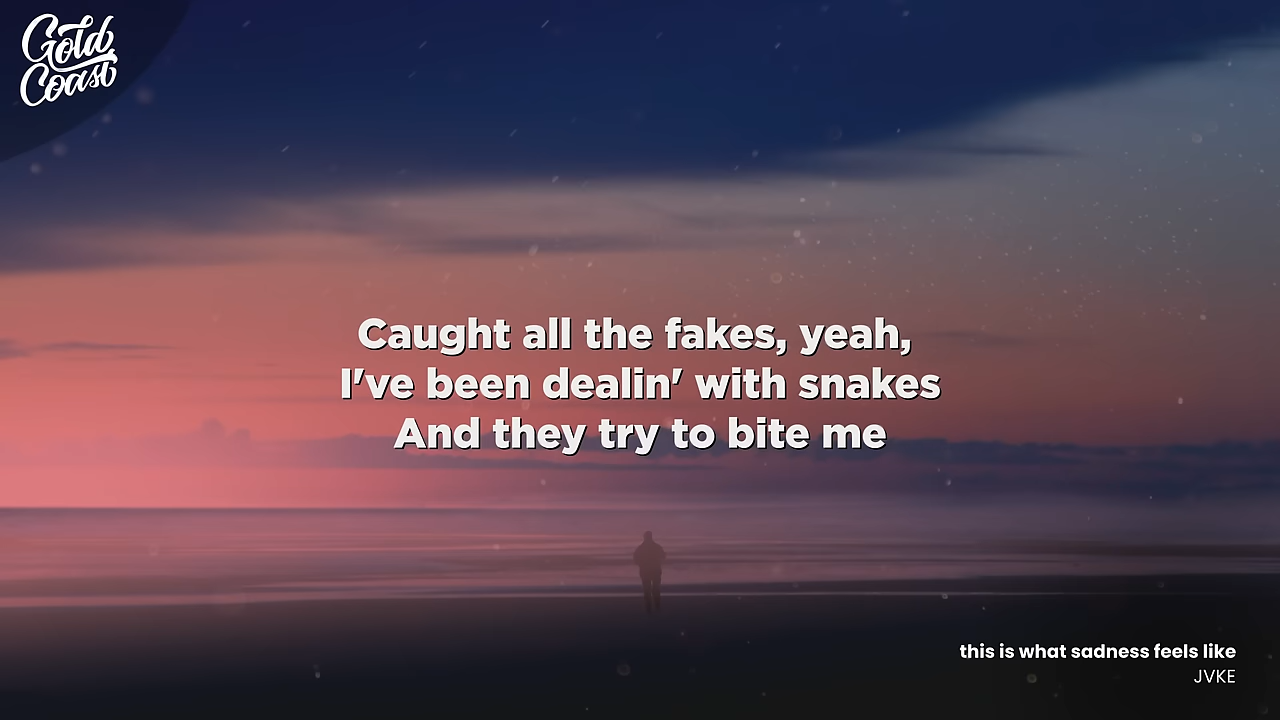 Gold
Coast
Caught all the fakes, yeah,
I've been dealin' with snakes
And they try to bite me
this is what sadness feels like
JVKE